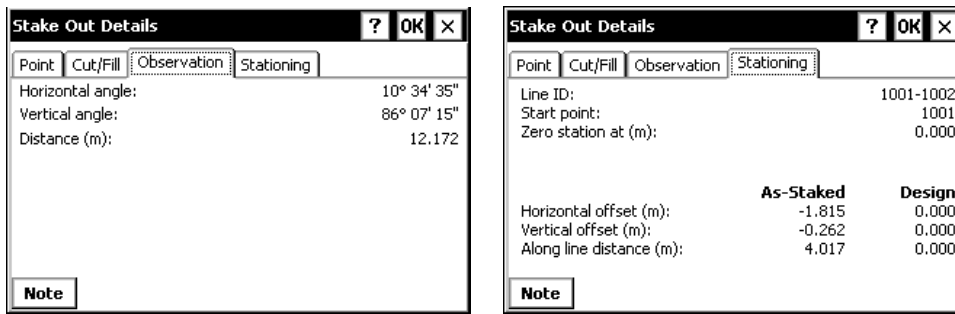 Stake Out Details ? OK ×
Point Cut/Fill Observation Stationing
Horizontal angle: 10° 34' 35"
Vertical angle: 86° 07' 15"
Distance (m): 12.172
Note
Stake Out Details ? OK ×
Point Cut/Fill Observation Stationing
Line ID: 1001-1002
Start point: 1001
Zero station at (m): 0.000
As-Staked Design
Horizontal offset (m): -1.815 0.000
Vertical offset (m): -0.262 0.000
Along line distance (m): 4.017 0.000
Note